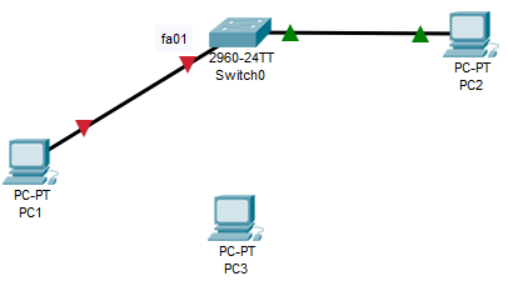 fa01
2960-24TT
Switch0
PC-PT
PC2
PC-PT
PC1
PC-PT
PC3